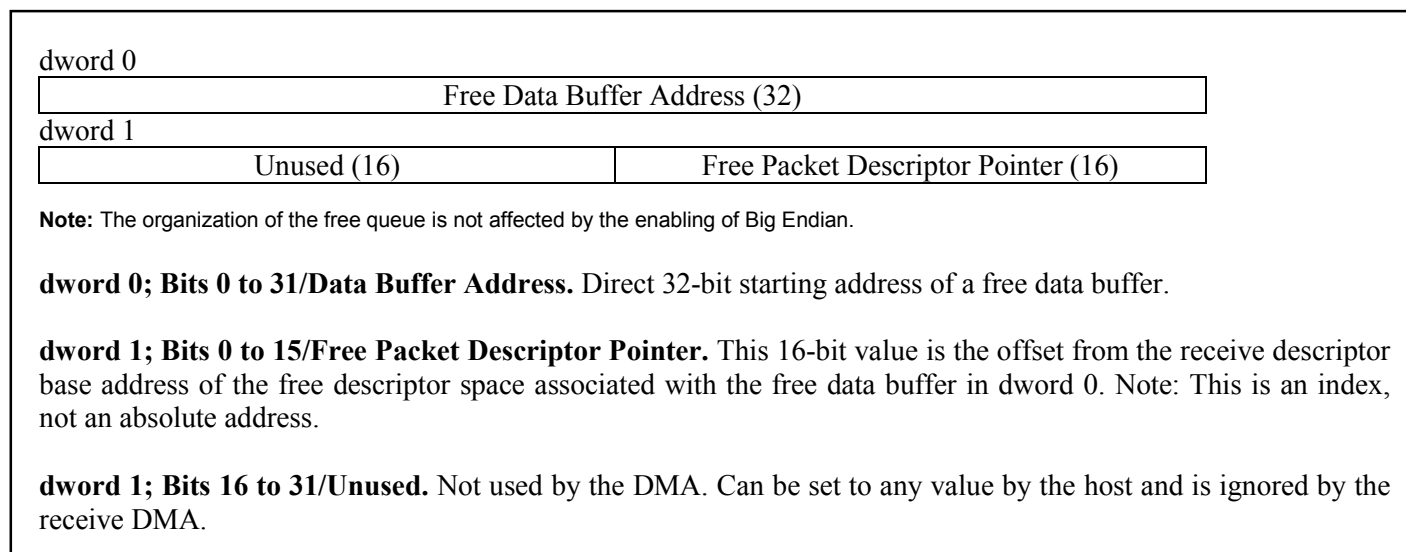 dword 0
Free Data Buffer Address (32)
dword 1
Unused (16) Free Packet Descriptor Pointer (16)
Note: The organization of the free queue is not affected by the enabling of Big Endian.
dword 0; Bits 0 to 31/Data Buffer Address. Direct 32-bit starting address of a free data buffer.
dword 1; Bits 0 to 15/Free Packet Descriptor Pointer. This 16-bit value is the offset from the receive descriptor
base address of the free descriptor space associated with the free data buffer in dword 0. Note: This is an index,
not an absolute address.
dword 1; Bits 16 to 31/Unused. Not used by the DMA. Can be set to any value by the host and is ignored by the
receive DMA.